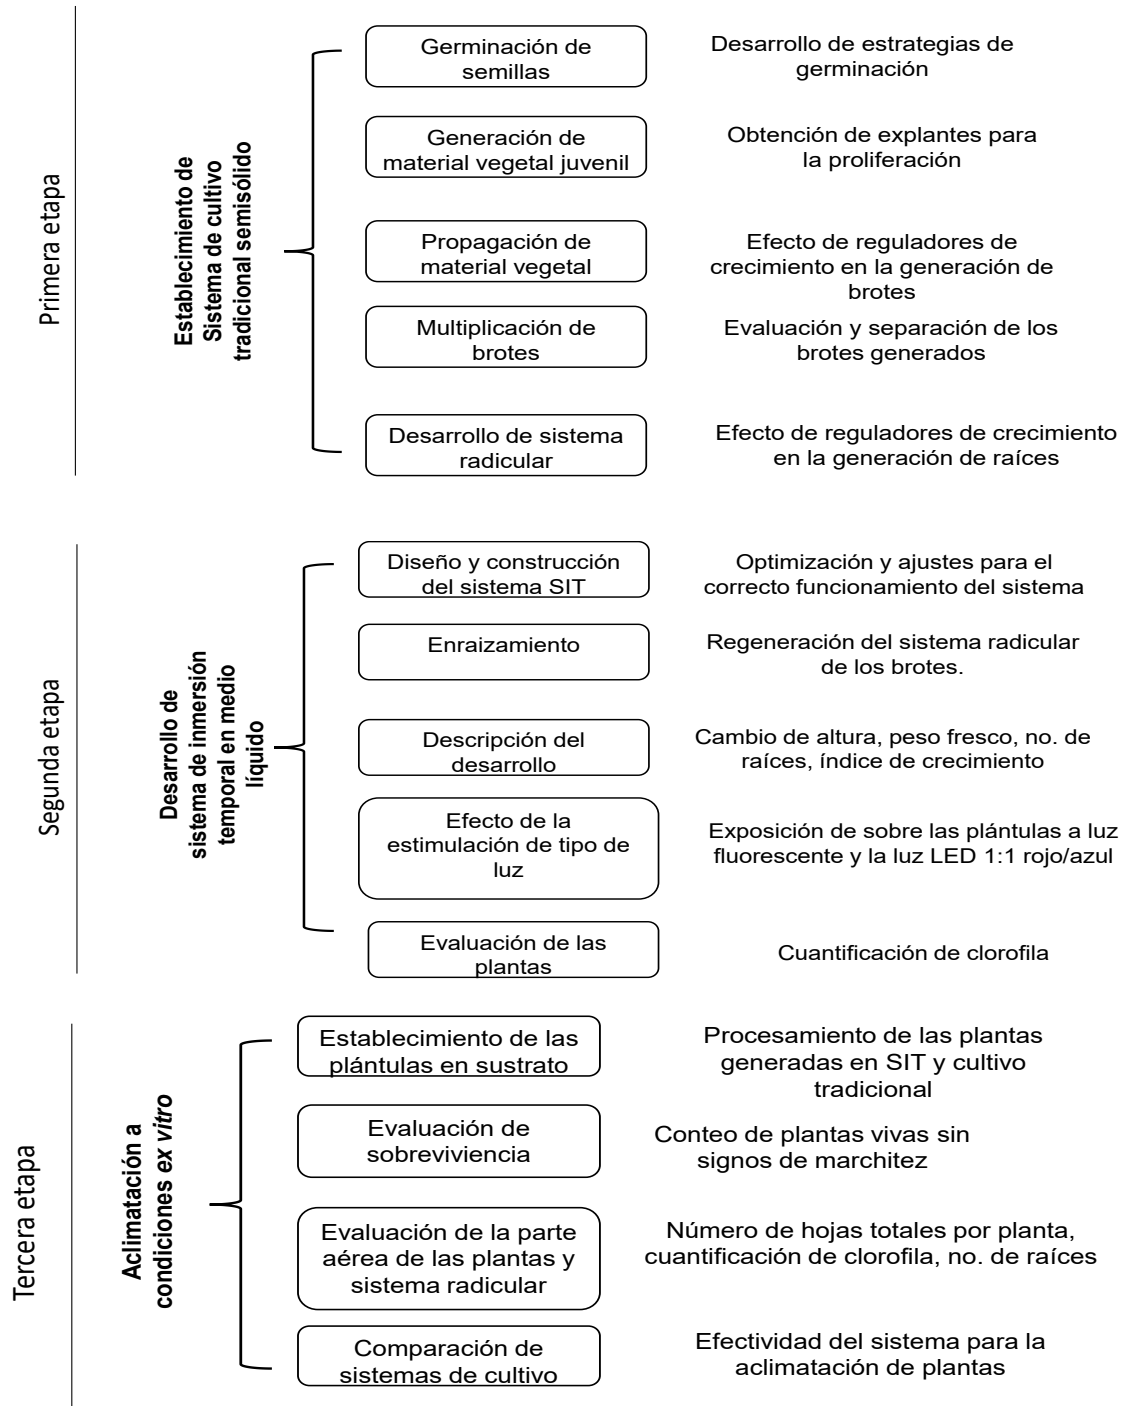 Primera etapa
Establecimiento de
Sistema de cultivo
tradicional semisólido
Germinación de
semillas
Desarrollo de estrategias de
germinación
Generación de
material vegetal juvenil
Obtención de explantes para
la proliferación
Propagación de
material vegetal
Efecto de reguladores de
crecimiento en la generación de
brotes
Multiplicación de
brotes
Evaluación y separación de los
brotes generados
Desarrollo de sistema
radicular
Efecto de reguladores de crecimiento
en la generación de raíces
Segunda etapa
Desarrollo de
sistema de inmersión
temporal en medio
líquido
Diseño y construcción
del sistema SIT
Optimización y ajustes para el
correcto funcionamiento del sistema
Enraizamiento
Regeneración del sistema radicular
de los brotes.
Descripción del
desarrollo
Cambio de altura, peso fresco, no. de
raíces, índice de crecimiento
Efecto de la
estimulación de tipo de
luz
Exposición de sobre las plántulas a luz
fluorescente y la luz LED 1:1 rojo/azul
Evaluación de las
plantas
Cuantificación de clorofila
Tercera etapa
Aclimatación a
condiciones ex vitro
Establecimiento de las
plántulas en sustrato
Procesamiento de las plantas
generadas en SIT y cultivo
tradicional
Evaluación de
sobreviviencia
Conteo de plantas vivas sin
signos de marchitez
Evaluación de la parte
aérea de las plantas y
sistema radicular
Número de hojas totales por planta,
cuantificación de clorofila, no. de raíces
Comparación de
sistemas de cultivo
Efectividad del sistema para la
aclimatación de plantas